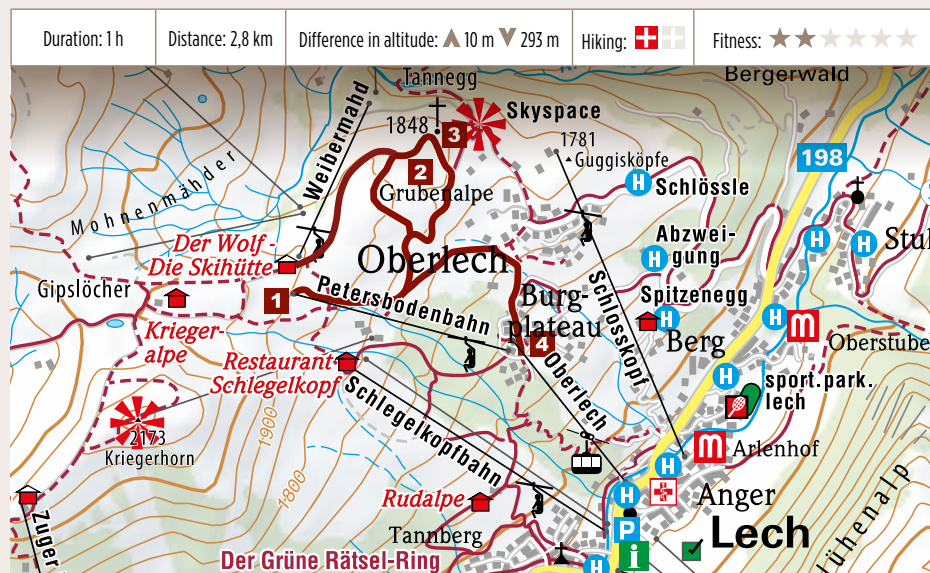 Duration: 1 h
Distance: 2,8 km
Difference in altitude: 10 m 293 m
Hiking:
Fitness:
Tannegg
Bergerwald
Skyspace
1848
3
1781
Guggisköpfe
198
Weibermahd
2
Grubenalpe
H
Schlössle
Mohnenmähder
Der Wolf -
Die Skihütte
Oberlech
Abzwei-
gung
H
H
H
Stu
Gipslöcher
1
Petersbodenbahn
Burg-
plateau
Schlosskopf
Spitzenegg
H
Berg
H
m
Oberstube
Krieger-
alpe
4
Restaurant
Schlegelkopf
Oberlech
H
sport.park.
lech
Schlegelkopfbahn
2173
Kriegerhorn
1900
1800
m
Arlenhof
H
Rudalpe
H
Anger
Zuger
Tannberg
P
Lech
ühenalp
Der Grüne Rätsel-Ring
H
i